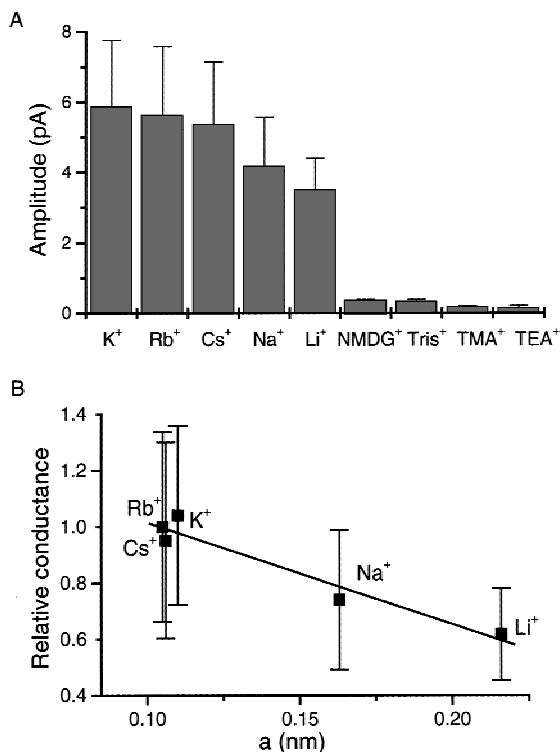 A
8
6
4
2
0
Amplitude (pA)
K⁺ Rb⁺ Cs⁺ Na⁺ Li⁺ NMDG⁺ Tris⁺ TMA⁺ TEA⁺
B
1.4
1.2
1.0
0.8
0.6
0.4
Relative conductance
Rb⁺
K⁺
Cs⁺
Na⁺
Li⁺
0.10 0.15 0.20
a (nm)